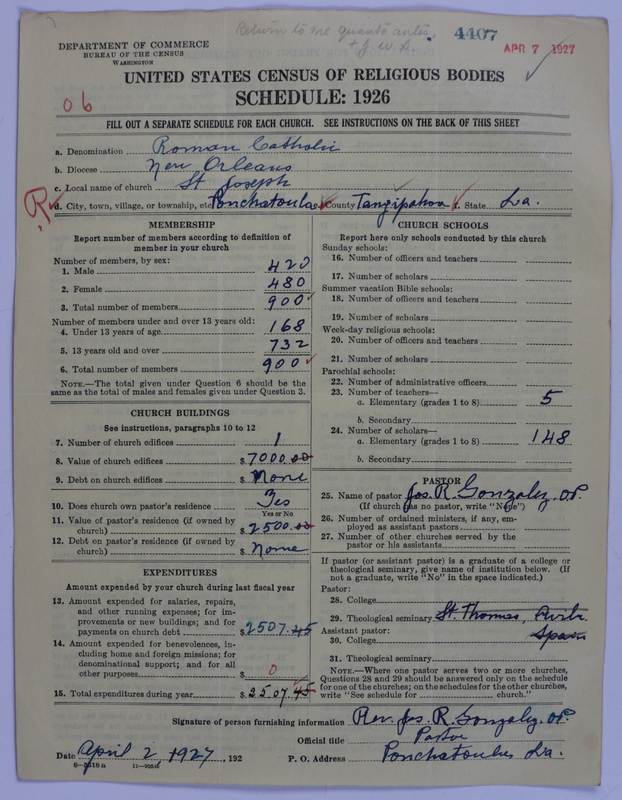 Return to me quanto antes,
+ J. W. S.
4407
APR 7 1927
DEPARTMENT OF COMMERCE
BUREAU OF THE CENSUS
WASHINGTON
UNITED STATES CENSUS OF RELIGIOUS BODIES
SCHEDULE: 1926
06
FILL OUT A SEPARATE SCHEDULE FOR EACH CHURCH. SEE INSTRUCTIONS ON THE BACK OF THIS SHEET
a. Denomination Roman Catholic
b. Diocese New Orleans
c. Local name of church St Joseph
R
d. City, town, village, or township, etc. Ponchatoula e. County Tangipahoa f. State La.
MEMBERSHIP
Report number of members according to definition of
member in your church
Number of members, by sex:
1. Male 420
2. Female 480
3. Total number of members 900
Number of members under and over 13 years old:
4. Under 13 years of age 168
5. 13 years old and over 732
6. Total number of members 900
NOTE.—The total given under Question 6 should be the
same as the total of males and females given under Question 3.
CHURCH BUILDINGS
See instructions, paragraphs 10 to 12
7. Number of church edifices 1
8. Value of church edifices $7000.00
9. Debt on church edifices $None
10. Does church own pastor's residence Yes
Yes or No
11. Value of pastor's residence (if owned by
church) $2500.00
12. Debt on pastor's residence (if owned by
church) $None
EXPENDITURES
Amount expended by your church during last fiscal year
13. Amount expended for salaries, repairs,
and other running expenses; for im-
provements or new buildings; and for
payments on church debt $2507.45
14. Amount expended for benevolences, in-
cluding home and foreign missions; for
denominational support; and for all
other purposes $0
15. Total expenditures during year $2507.45
CHURCH SCHOOLS
Report here only schools conducted by this church
Sunday schools:
16. Number of officers and teachers
17. Number of scholars
Summer vacation Bible schools:
18. Number of officers and teachers
19. Number of scholars
Week-day religious schools:
20. Number of officers and teachers
21. Number of scholars
Parochial schools:
22. Number of administrative officers
23. Number of teachers—
a. Elementary (grades 1 to 8) 5
b. Secondary
24. Number of scholars—
a. Elementary (grades 1 to 8) 148
b. Secondary
PASTOR
25. Name of pastor Jos. R. Gonzalez, O.P.
(If church has no pastor, write "None")
26. Number of ordained ministers, if any, em-
ployed as assistant pastors
27. Number of other churches served by the
pastor or his assistants
If pastor (or assistant pastor) is a graduate of a college or
theological seminary, give name of institution below. (If
not a graduate, write "No" in the space indicated.)
Pastor:
28. College
29. Theological seminary St. Thomas, Avila
Assistant pastor: Spain
30. College
31. Theological seminary
NOTE.—Where one pastor serves two or more churches,
Questions 28 and 29 should be answered only on the schedule
for one of the churches; on the schedules for the other churches,
write "See schedule for church."
Signature of person furnishing information Rev. Jos. R. Gonzalez. O.P.
Official title Pastor
Date April 2, 1927, 192 P. O. Address Ponchatoula La.